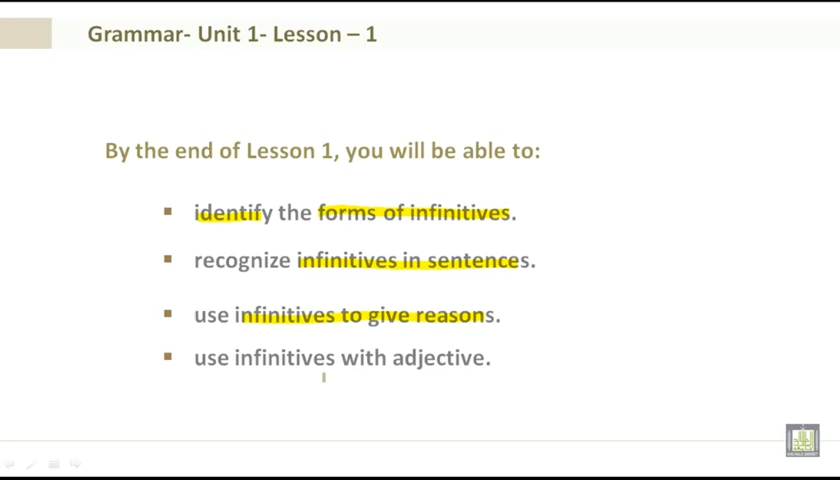 Grammar- Unit 1- Lesson – 1
By the end of Lesson 1, you will be able to:
identify the forms of infinitives.
recognize infinitives in sentences.
use infinitives to give reasons.
use infinitives with adjective.